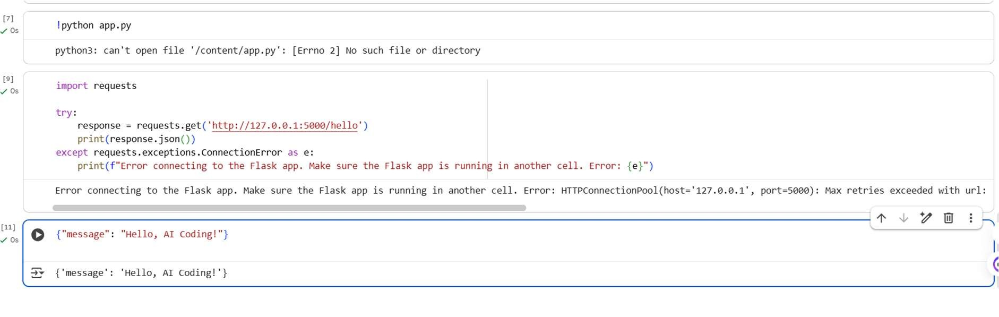 [7]
0s
!python app.py
python3: can't open file '/content/app.py': [Errno 2] No such file or directory
[9]
0s
import requests
try:
    response = requests.get('http://127.0.0.1:5000/hello')
    print(response.json())
except requests.exceptions.ConnectionError as e:
    print(f"Error connecting to the Flask app. Make sure the Flask app is running in another cell. Error: {e}")
Error connecting to the Flask app. Make sure the Flask app is running in another cell. Error: HTTPConnectionPool(host='127.0.0.1', port=5000): Max retries exceeded with url:
[11]
0s
{"message": "Hello, AI Coding!"}
{'message': 'Hello, AI Coding!'}